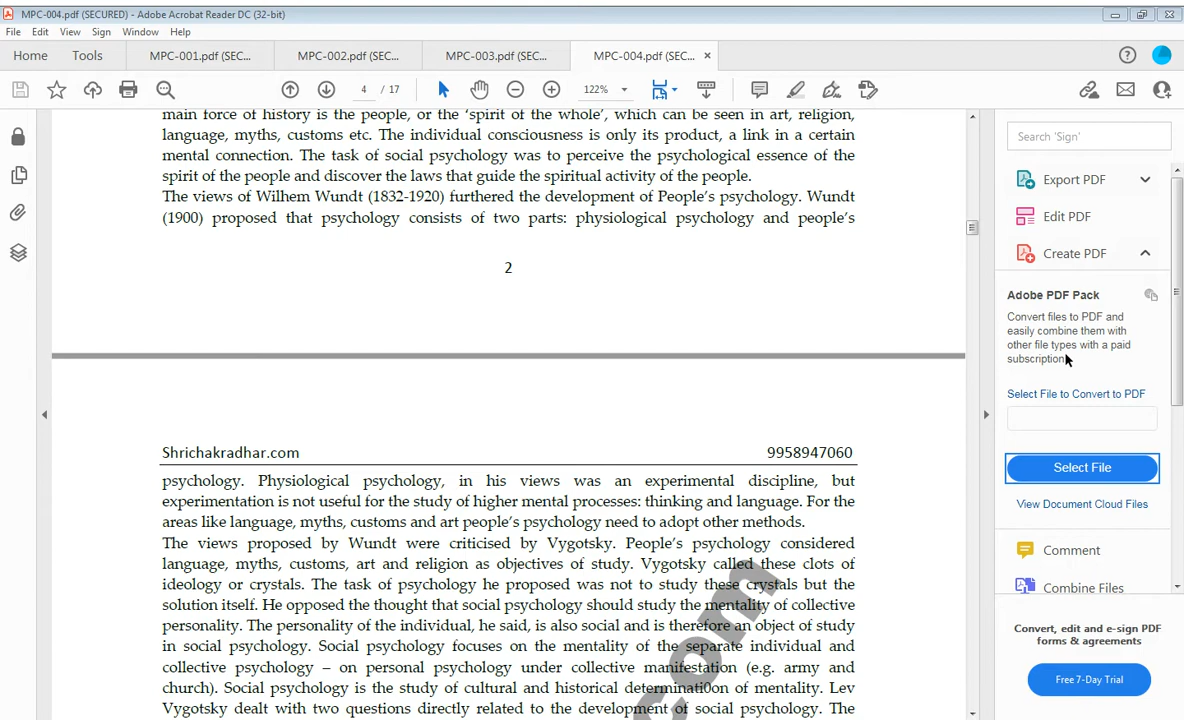 MPC-004.pdf (SECURED) - Adobe Acrobat Reader DC (32-bit)
File Edit View Sign Window Help
Home Tools MPC-001.pdf (SEC... MPC-002.pdf (SEC... MPC-003.pdf (SEC... MPC-004.pdf (SEC... ×
4 / 17 122%
main force of history is the people, or the ‘spirit of the whole’, which can be seen in art, religion,
language, myths, customs etc. The individual consciousness is only its product, a link in a certain
mental connection. The task of social psychology was to perceive the psychological essence of the
spirit of the people and discover the laws that guide the spiritual activity of the people.
The views of Wilhem Wundt (1832-1920) furthered the development of People’s psychology. Wundt
(1900) proposed that psychology consists of two parts: physiological psychology and people’s
2
Shrichakradhar.com 9958947060
psychology. Physiological psychology, in his views was an experimental discipline, but
experimentation is not useful for the study of higher mental processes: thinking and language. For the
areas like language, myths, customs and art people’s psychology need to adopt other methods.
The views proposed by Wundt were criticised by Vygotsky. People’s psychology considered
language, myths, customs, art and religion as objectives of study. Vygotsky called these clots of
ideology or crystals. The task of psychology he proposed was not to study these crystals but the
solution itself. He opposed the thought that social psychology should study the mentality of collective
personality. The personality of the individual, he said, is also social and is therefore an object of study
in social psychology. Social psychology focuses on the mentality of the separate individual and
collective psychology – on personal psychology under collective manifestation (e.g. army and
church). Social psychology is the study of cultural and historical determinati0on of mentality. Lev
Vygotsky dealt with two questions directly related to the development of social psychology. The
com
Search 'Sign'
Export PDF
Edit PDF
Create PDF
Adobe PDF Pack
Convert files to PDF and
easily combine them with
other file types with a paid
subscription
Select File to Convert to PDF
Select File
View Document Cloud Files
Comment
Combine Files
Convert, edit and e-sign PDF
forms & agreements
Free 7-Day Trial